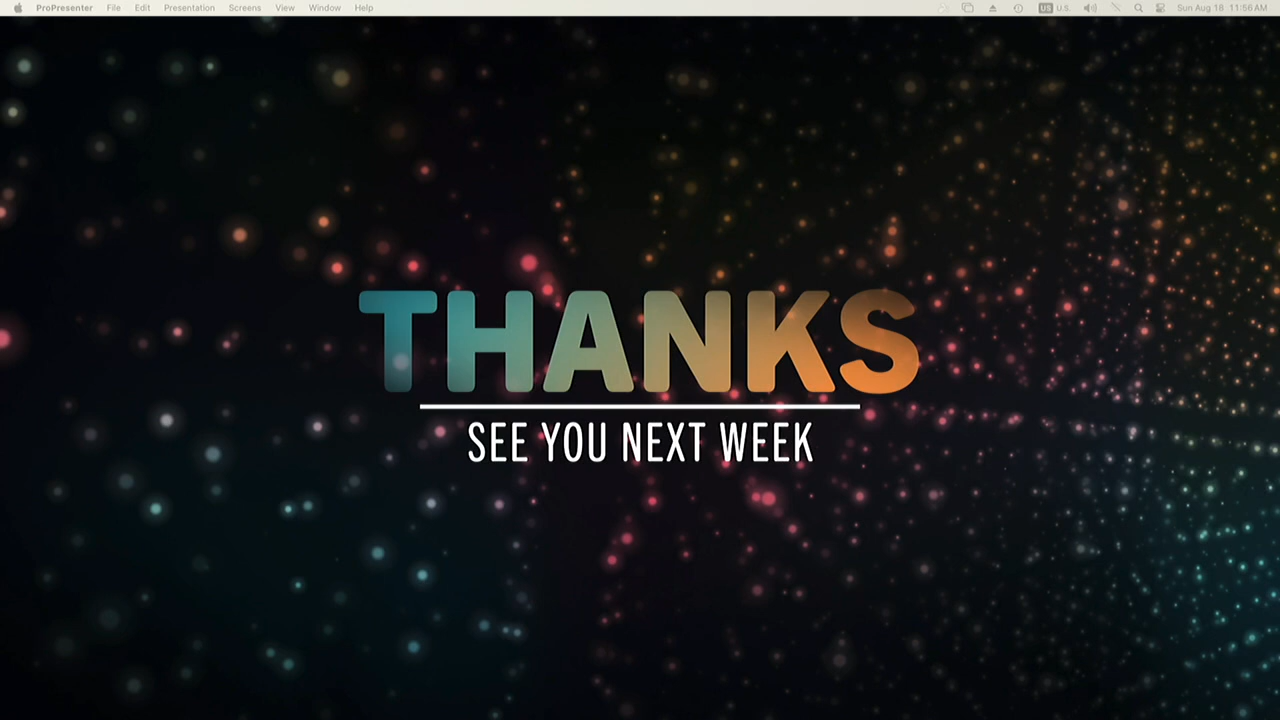 ProPresenter File Edit Presentation Screens View Window Help US U.S. Sun Aug 18 11:56 AM
THANKS
SEE YOU NEXT WEEK